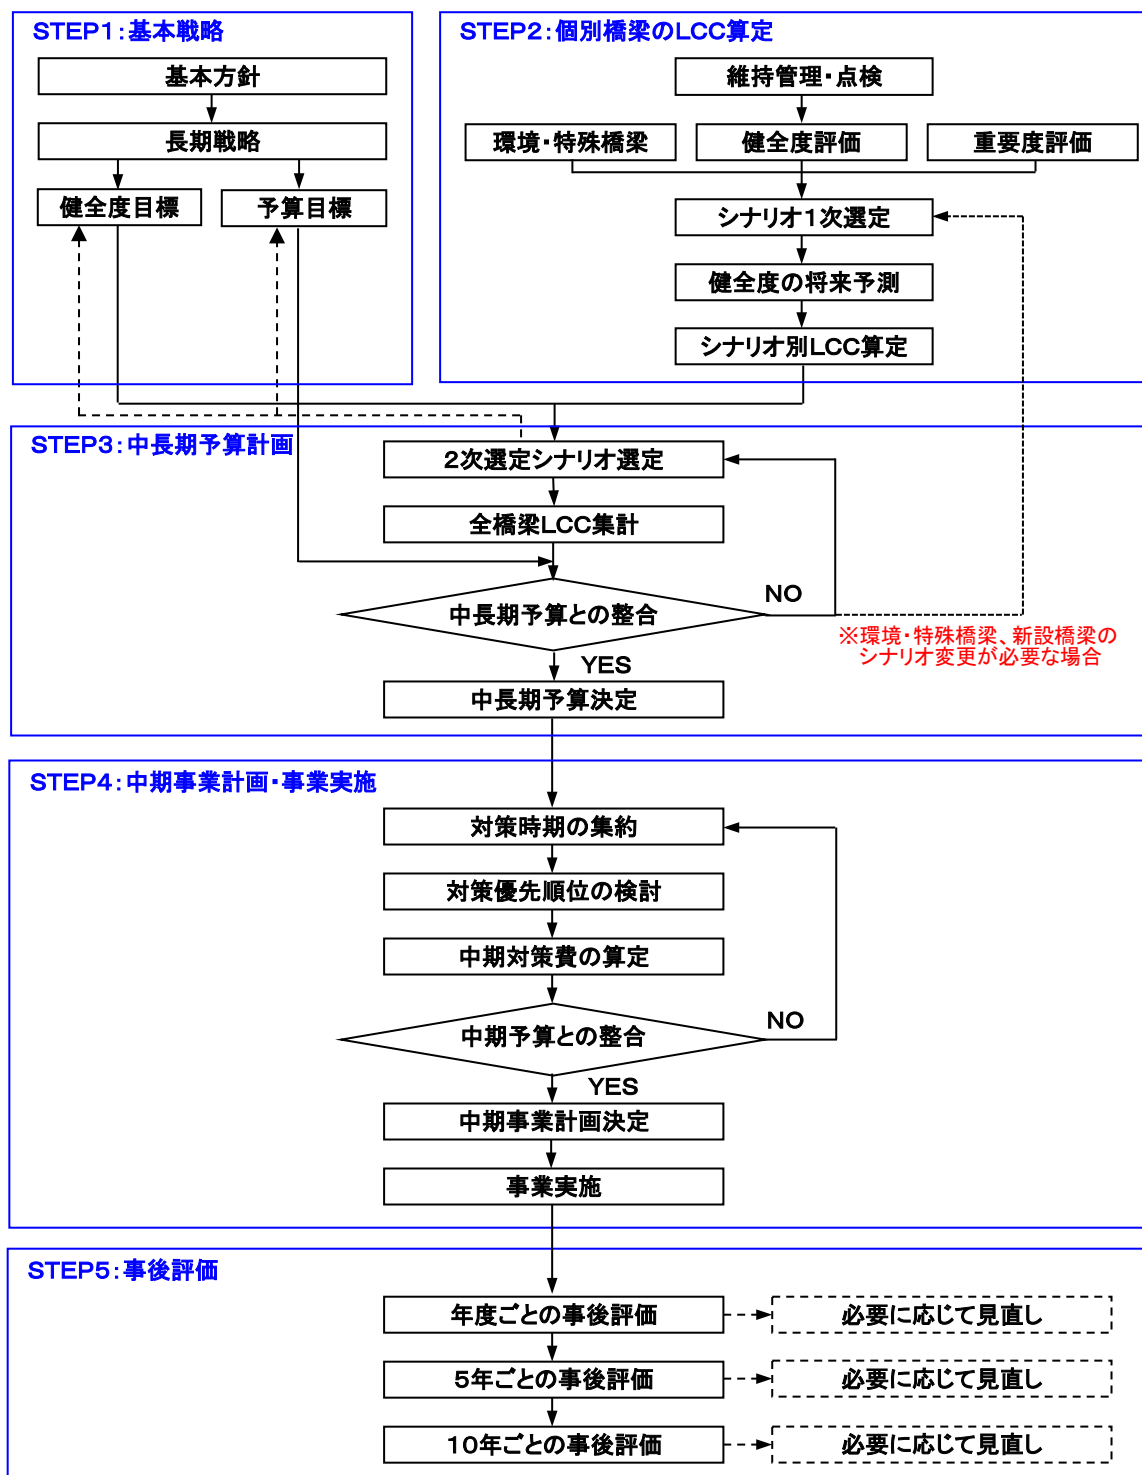 STEP1:基本戦略
基本方針
長期戦略
健全度目標
予算目標
STEP2:個別橋梁のLCC算定
維持管理・点検
環境・特殊橋梁
健全度評価
重要度評価
シナリオ1次選定
健全度の将来予測
シナリオ別LCC算定
STEP3:中長期予算計画
2次選定シナリオ選定
全橋梁LCC集計
中長期予算との整合
NO
※環境・特殊橋梁、新設橋梁の
シナリオ変更が必要な場合
YES
中長期予算決定
STEP4:中期事業計画・事業実施
対策時期の集約
対策優先順位の検討
中期対策費の算定
中期予算との整合
NO
YES
中期事業計画決定
事業実施
STEP5:事後評価
年度ごとの事後評価
必要に応じて見直し
5年ごとの事後評価
必要に応じて見直し
10年ごとの事後評価
必要に応じて見直し